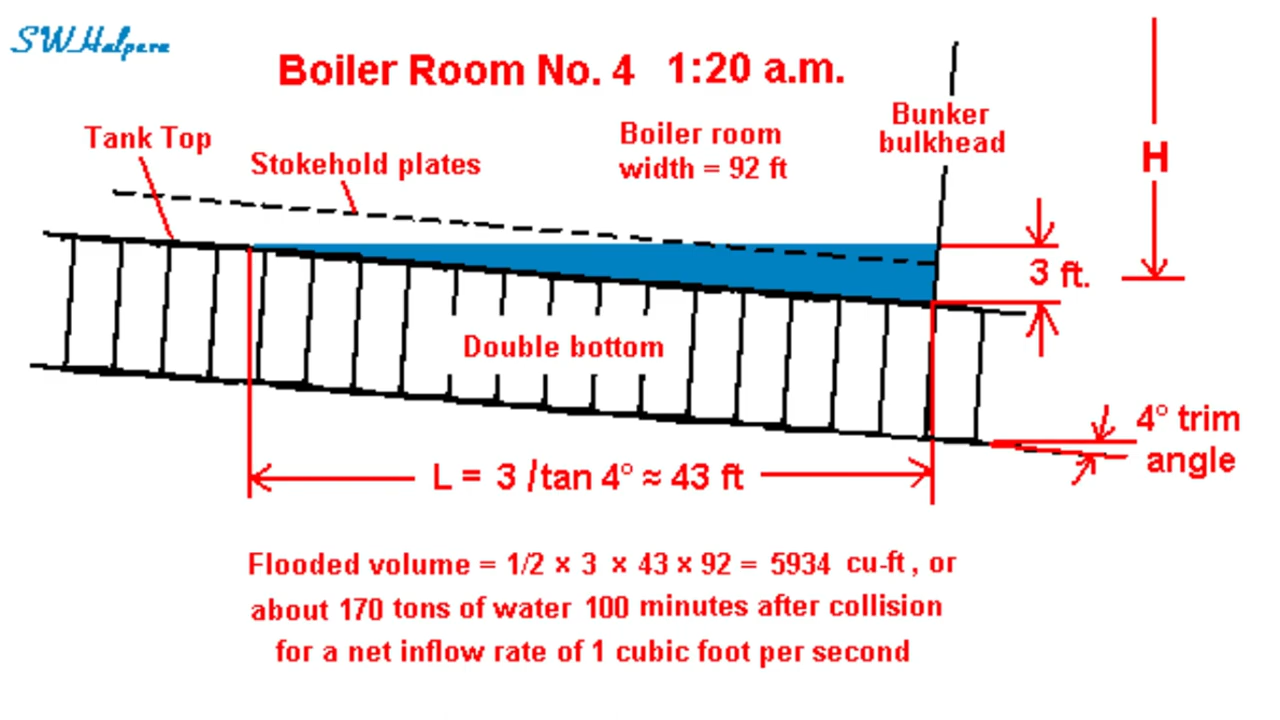 SWHalpern
Boiler Room No. 4 1:20 a.m.
Tank Top
Stokehold plates
Boiler room
width = 92 ft
Bunker
bulkhead
H
3 ft.
Double bottom
4° trim
angle
L = 3 / tan 4° ≈ 43 ft
Flooded volume = 1/2 × 3 × 43 × 92 = 5934 cu-ft, or
about 170 tons of water 100 minutes after collision
for a net inflow rate of 1 cubic foot per second